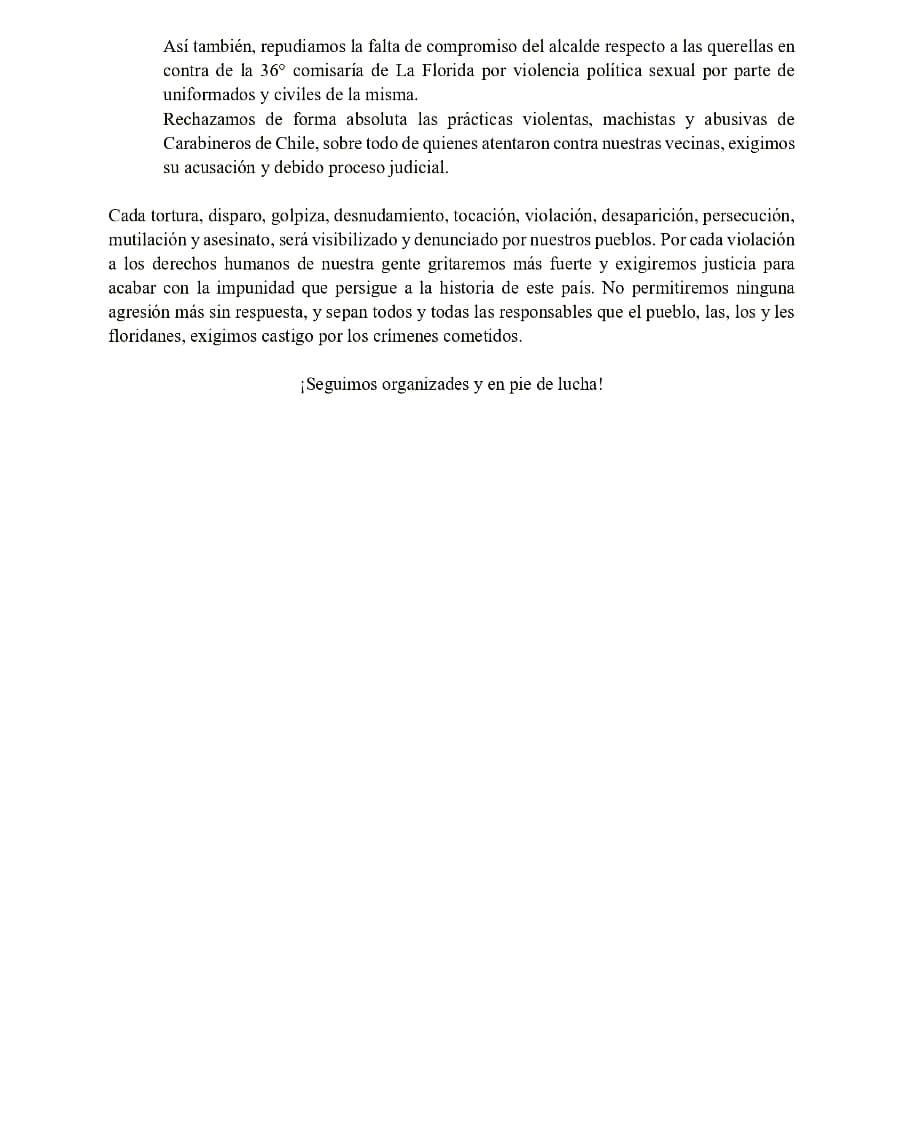 Así también, repudiamos la falta de compromiso del alcalde respecto a las querellas en
contra de la 36° comisaría de La Florida por violencia política sexual por parte de
uniformados y civiles de la misma.
Rechazamos de forma absoluta las prácticas violentas, machistas y abusivas de
Carabineros de Chile, sobre todo de quienes atentaron contra nuestras vecinas, exigimos
su acusación y debido proceso judicial.
Cada tortura, disparo, golpiza, desnudamiento, tocación, violación, desaparición, persecución,
mutilación y asesinato, será visibilizado y denunciado por nuestros pueblos. Por cada violación
a los derechos humanos de nuestra gente gritaremos más fuerte y exigiremos justicia para
acabar con la impunidad que persigue a la historia de este país. No permitiremos ninguna
agresión más sin respuesta, y sepan todos y todas las responsables que el pueblo, las, los y les
floridanes, exigimos castigo por los crímenes cometidos.
¡Seguimos organizades y en pie de lucha!